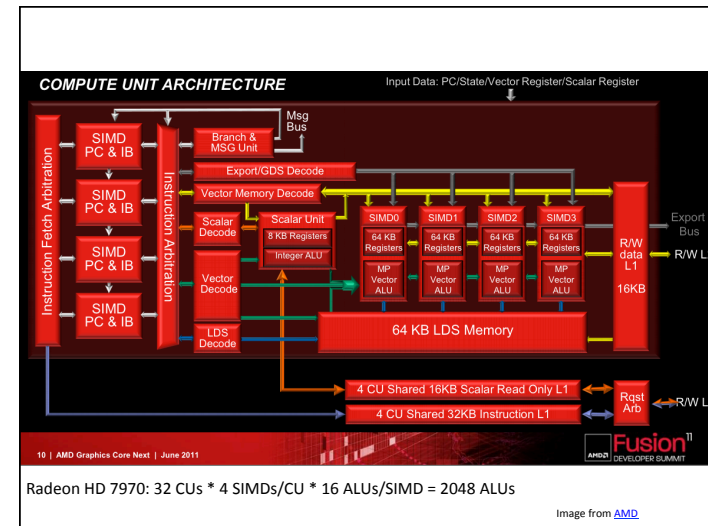 COMPUTE UNIT ARCHITECTURE
Input Data: PC/State/Vector Register/Scalar Register
Instruction Fetch Arbitration
SIMD
PC & IB
SIMD
PC & IB
SIMD
PC & IB
SIMD
PC & IB
Instruction Arbitration
Msg
Bus
Branch &
MSG Unit
Export/GDS Decode
Vector Memory Decode
Scalar
Decode
Scalar Unit
8 KB Registers
Integer ALU
Vector
Decode
LDS
Decode
SIMD0
64 KB
Registers
MP
Vector
ALU
SIMD1
64 KB
Registers
MP
Vector
ALU
SIMD2
64 KB
Registers
MP
Vector
ALU
SIMD3
64 KB
Registers
MP
Vector
ALU
64 KB LDS Memory
R/W
data
L1
16KB
Export
Bus
R/W L
4 CU Shared 16KB Scalar Read Only L1
4 CU Shared 32KB Instruction L1
Rqst
Arb
R/W L
10 | AMD Graphics Core Next | June 2011
AMD
Fusion11
DEVELOPER SUMMIT
Radeon HD 7970: 32 CUs * 4 SIMDs/CU * 16 ALUs/SIMD = 2048 ALUs
Image from AMD